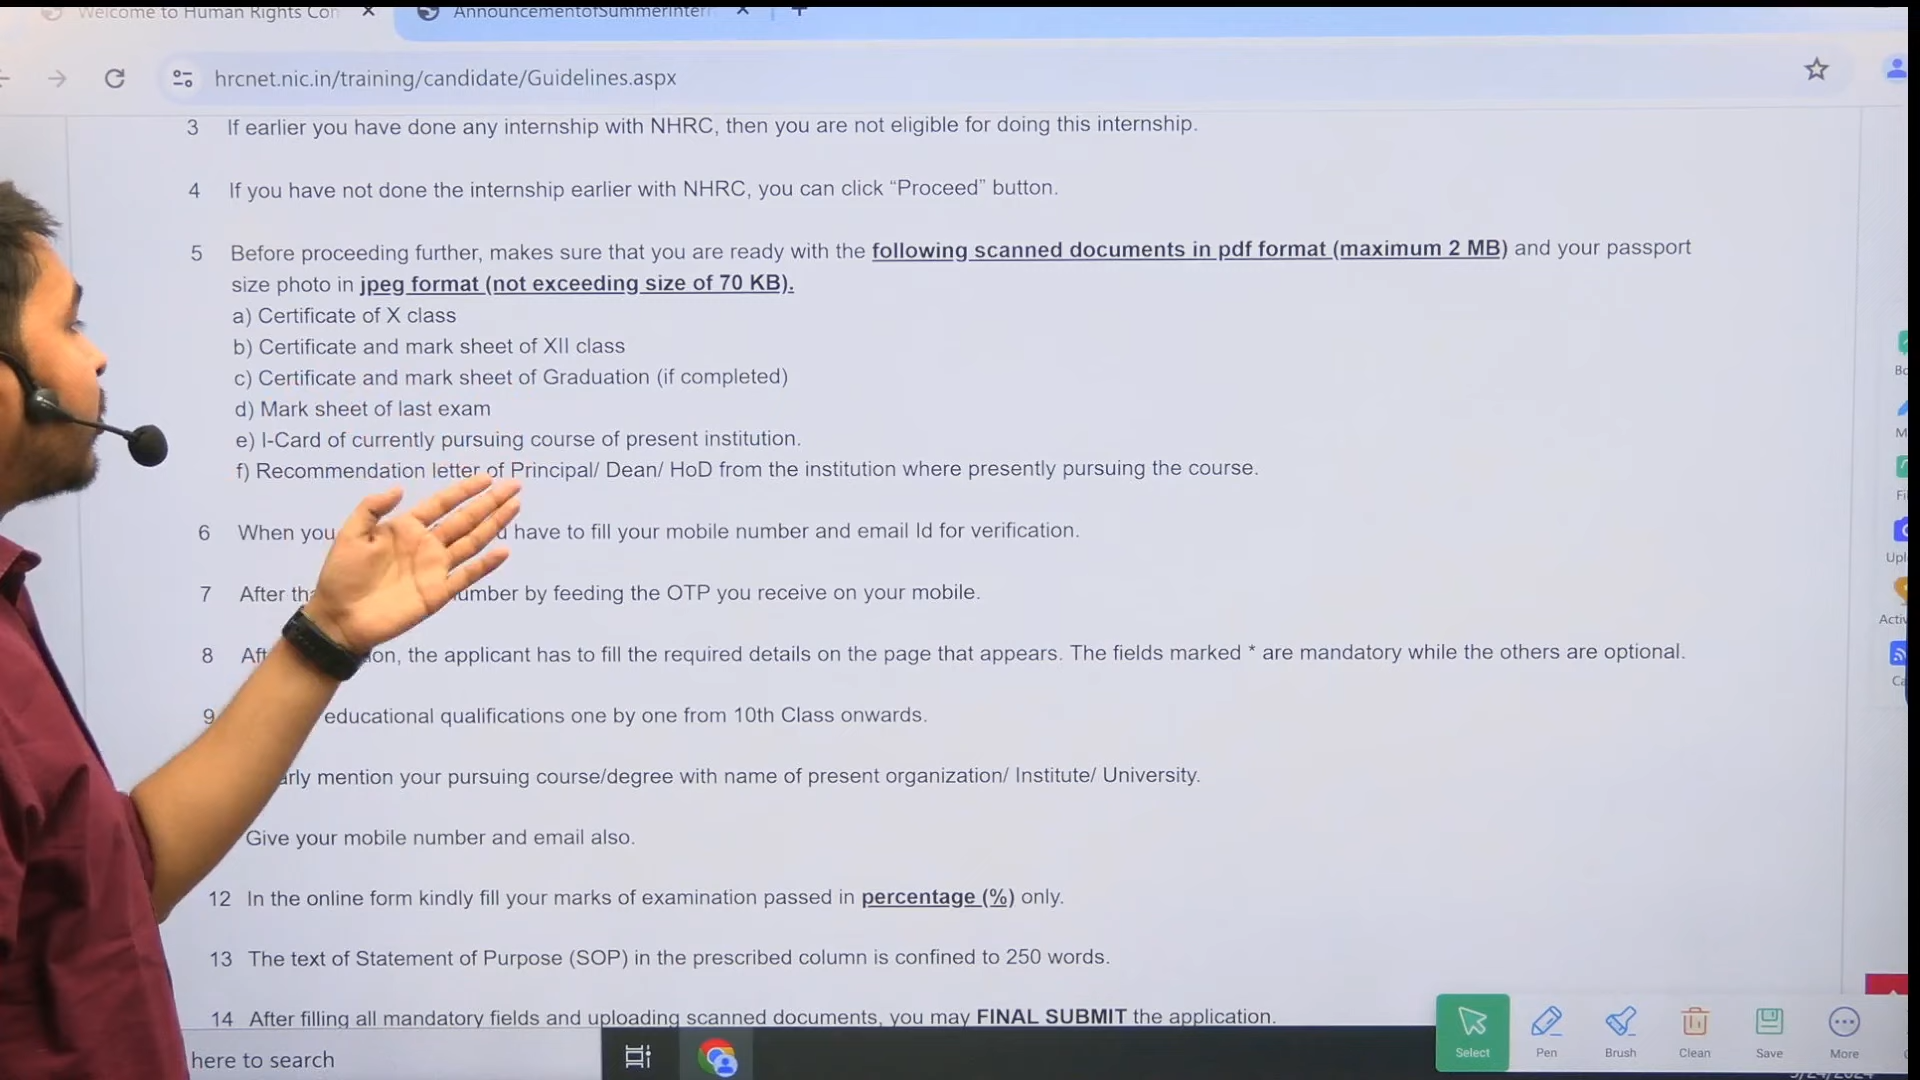 Welcome to Human Rights Con
AnnouncementofSummerInter
hrcnet.nic.in/training/candidate/Guidelines.aspx
3 If earlier you have done any internship with NHRC, then you are not eligible for doing this internship.
4 If you have not done the internship earlier with NHRC, you can click “Proceed” button.
5 Before proceeding further, makes sure that you are ready with the following scanned documents in pdf format (maximum 2 MB) and your passport
size photo in jpeg format (not exceeding size of 70 KB).
a) Certificate of X class
b) Certificate and mark sheet of XII class
c) Certificate and mark sheet of Graduation (if completed)
d) Mark sheet of last exam
e) I-Card of currently pursuing course of present institution.
f) Recommendation letter of Principal/ Dean/ HoD from the institution where presently pursuing the course.
6 When you have to fill your mobile number and email Id for verification.
7 After number by feeding the OTP you receive on your mobile.
8 the applicant has to fill the required details on the page that appears. The fields marked * are mandatory while the others are optional.
9 educational qualifications one by one from 10th Class onwards.
mention your pursuing course/degree with name of present organization/ Institute/ University.
Give your mobile number and email also.
12 In the online form kindly fill your marks of examination passed in percentage (%) only.
13 The text of Statement of Purpose (SOP) in the prescribed column is confined to 250 words.
14 After filling all mandatory fields and uploading scanned documents, you may FINAL SUBMIT the application.
here to search
Select
Pen
Brush
Clean
Save
More